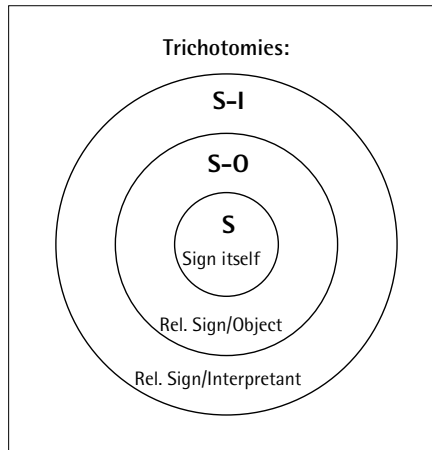 Trichotomies:
S-I
S-O
S
Sign itself
Rel. Sign/Object
Rel. Sign/Interpretant